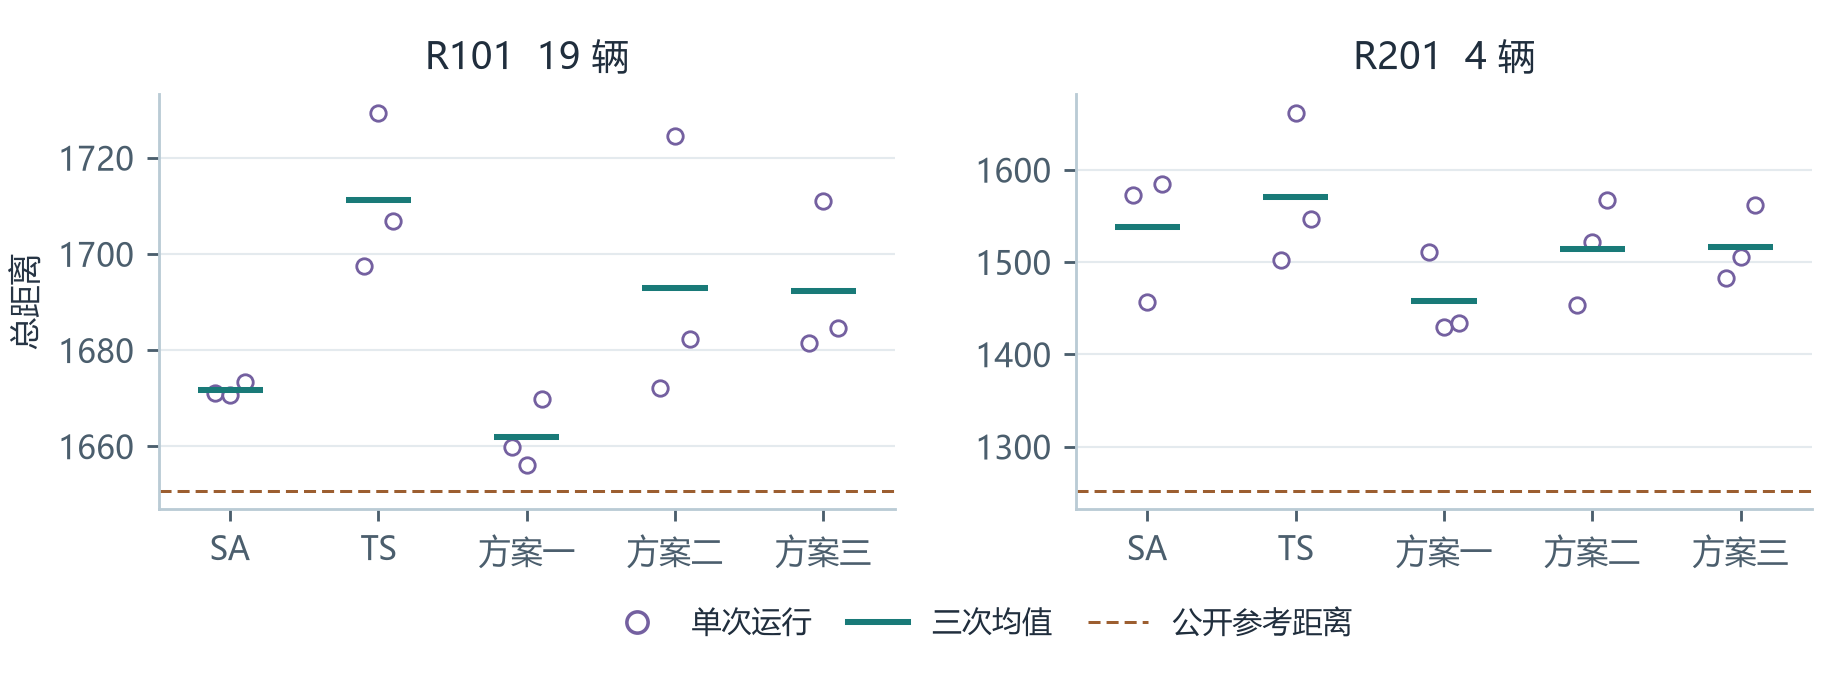 R101 19 辆
R201 4 辆
总距离
1720
1700
1680
1660
1600
1500
1400
1300
SA TS 方案一 方案二 方案三
SA TS 方案一 方案二 方案三
单次运行 三次均值 公开参考距离